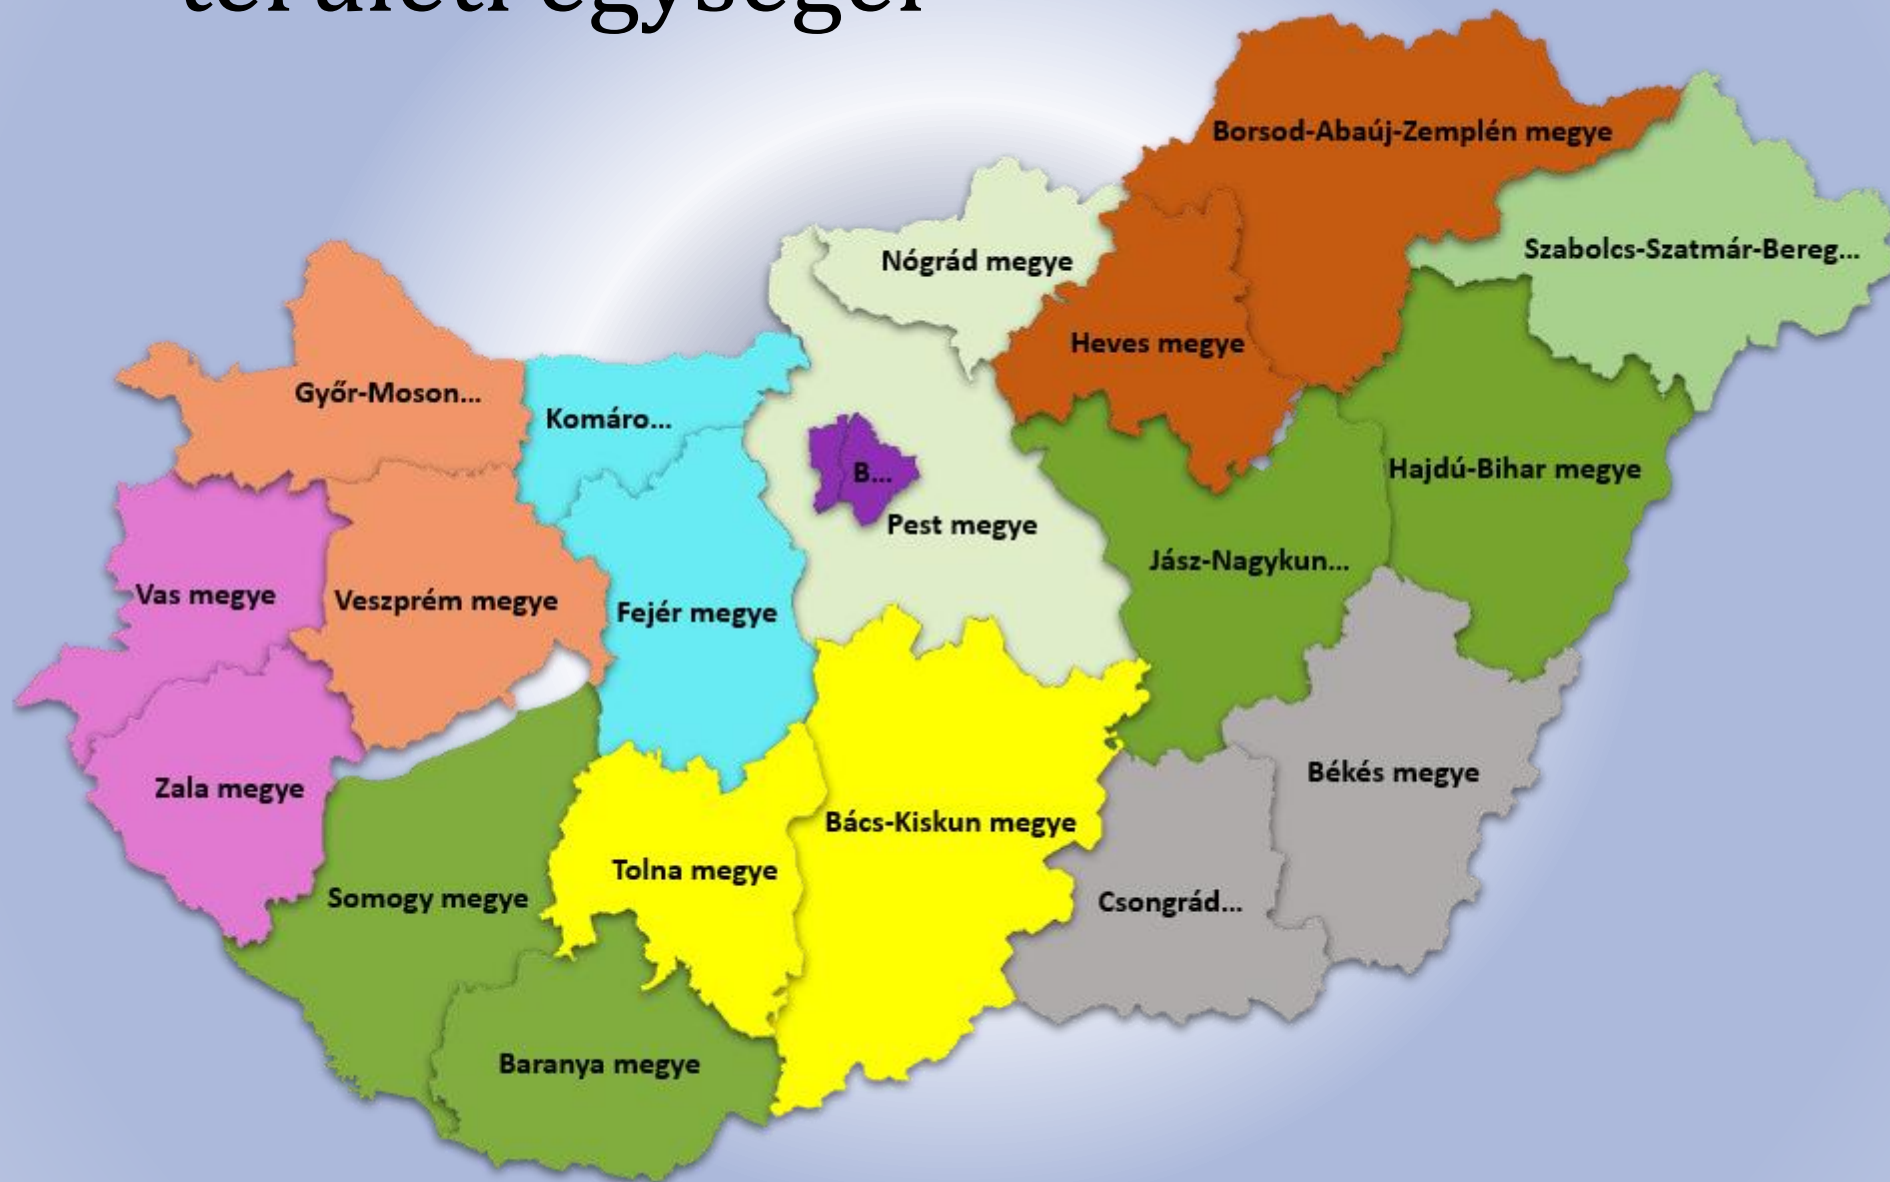 területi egységei
Borsod-Abaúj-Zemplén megye
Szabolcs-Szatmár-Bereg...
Nógrád megye
Heves megye
Győr-Moson...
Komáro...
Hajdú-Bihar megye
B...
Pest megye
Jász-Nagykun...
Vas megye
Veszprém megye
Fejér megye
Zala megye
Békés megye
Bács-Kiskun megye
Tolna megye
Somogy megye
Csongrád...
Baranya megye